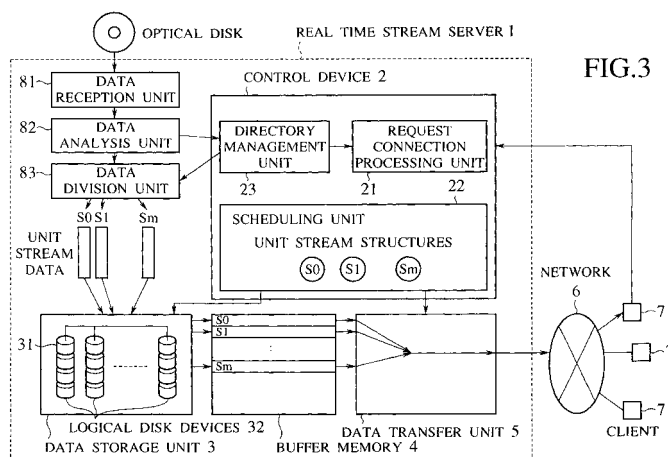 OPTICAL DISK
REAL TIME STREAM SERVER 1
FIG.3
81
DATA
RECEPTION UNIT
CONTROL DEVICE 2
82
DATA
ANALYSIS UNIT
DIRECTORY
MANAGEMENT
UNIT
REQUEST
CONNECTION
PROCESSING UNIT
83
DATA
DIVISION UNIT
23
21
22
S0 S1 Sm
SCHEDULING UNIT
UNIT STREAM STRUCTURES
S0 S1 Sm
UNIT
STREAM
DATA
NETWORK
6
7
31
S0
S1
Sm
7
7
LOGICAL DISK DEVICES 32
DATA STORAGE UNIT 3
BUFFER MEMORY 4
DATA TRANSFER UNIT 5
CLIENT